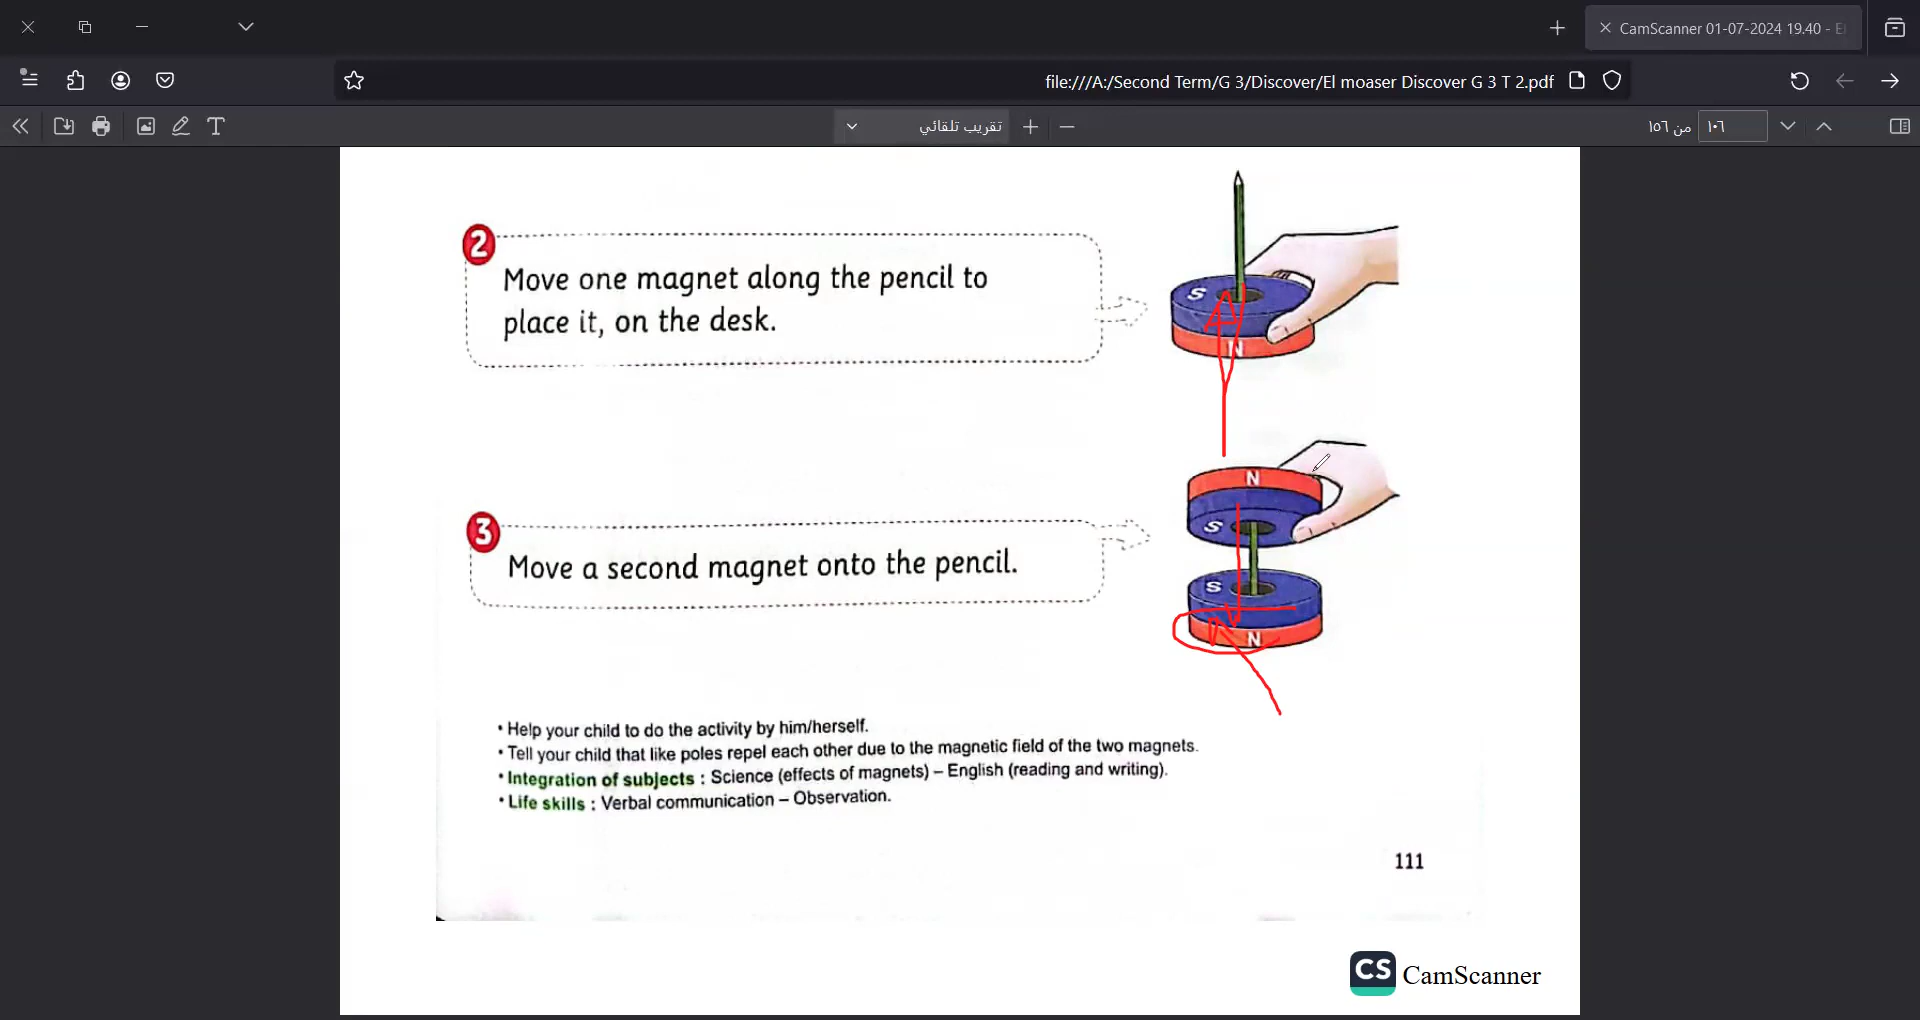 CamScanner 01-07-2024 19.40 - El
file:///A:/Second Term/G 3/Discover/El moaser Discover G 3 T 2.pdf
تقريب تلقائي
١٠٦
من ١٥٦
2
Move one magnet along the pencil to
place it, on the desk.
S
N
3
Move a second magnet onto the pencil.
N
S
S
N
• Help your child to do the activity by him/herself.
• Tell your child that like poles repel each other due to the magnetic field of the two magnets.
• Integration of subjects : Science (effects of magnets) – English (reading and writing).
• Life skills : Verbal communication – Observation.
111
CS CamScanner